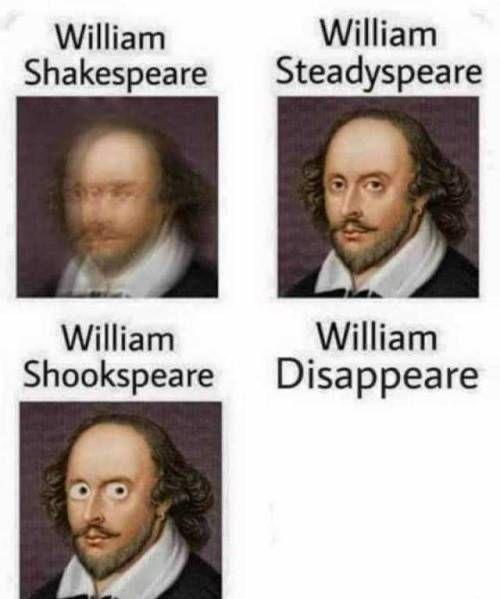 William
Shakespeare
William
Steadyspeare
William
Shookspeare
William
Disappeare